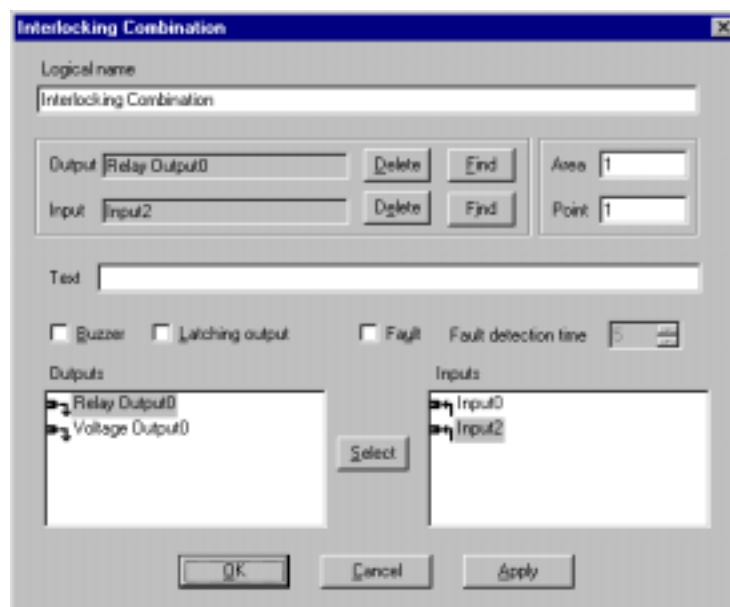 Interlocking Combination
Logical name
Interlocking Combination
Output Relay Output0 Delete Find Area 1
Input Input2 Delete Find Point 1
Text
Buzzer Latching output Fault Fault detection time 5
Outputs Inputs
Relay Output0 Input0
Voltage Output0 Input2
Select
OK Cancel Apply